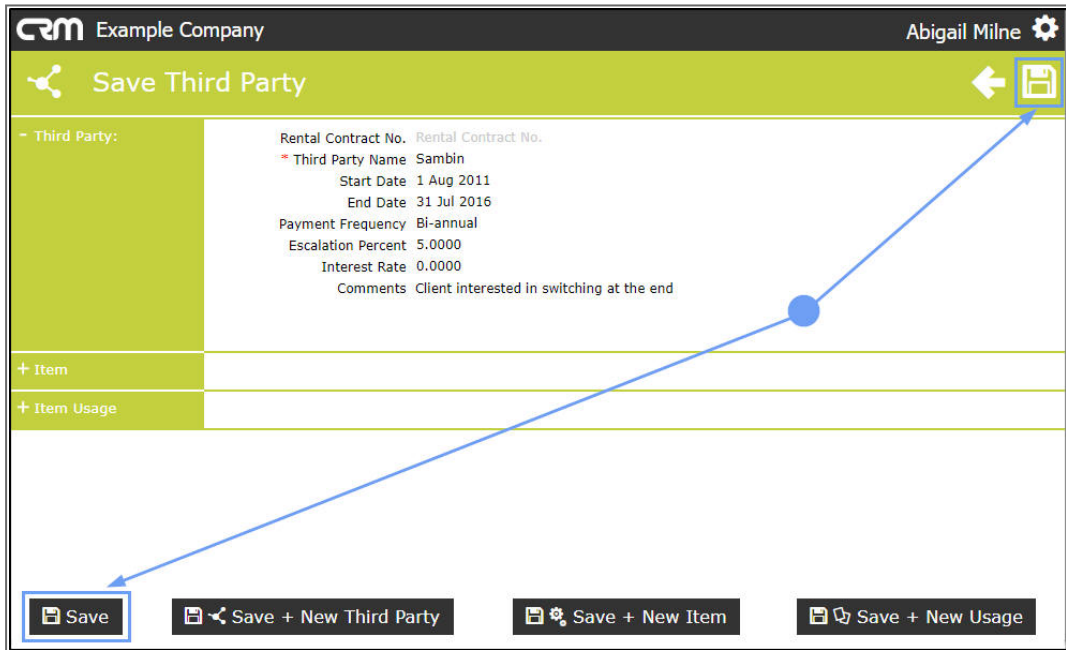 CRM Example Company Abigail Milne
Save Third Party
- Third Party:
Rental Contract No. Rental Contract No.
* Third Party Name Sambin
Start Date 1 Aug 2011
End Date 31 Jul 2016
Payment Frequency Bi-annual
Escalation Percent 5.0000
Interest Rate 0.0000
Comments Client interested in switching at the end
+ Item
+ Item Usage
Save Save + New Third Party Save + New Item Save + New Usage